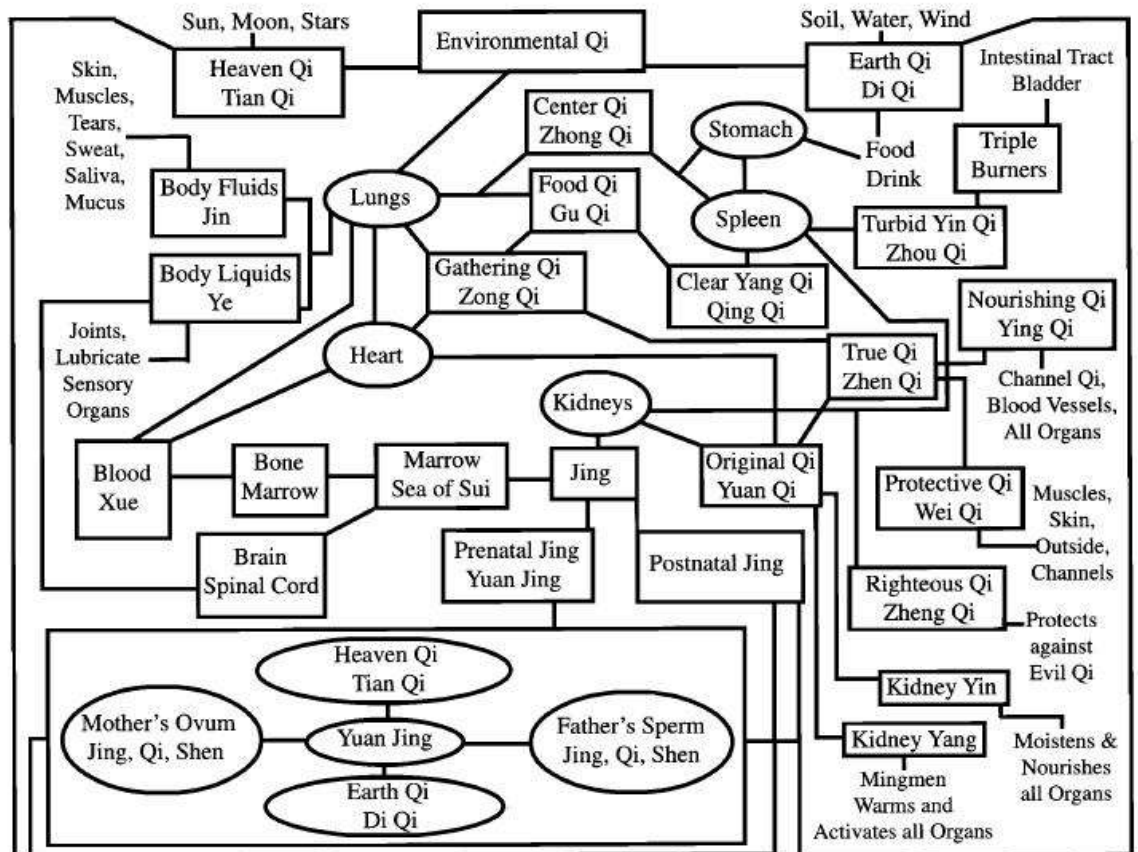 Sun, Moon, Stars
Environmental Qi
Soil, Water, Wind
Heaven Qi
Tian Qi
Earth Qi
Di Qi
Intestinal Tract
Bladder
Skin,
Muscles,
Tears,
Sweat,
Saliva,
Mucus
Center Qi
Zhong Qi
Stomach
Food
Drink
Triple
Burners
Body Fluids
Jin
Lungs
Food Qi
Gu Qi
Spleen
Turbid Yin Qi
Zhou Qi
Body Liquids
Ye
Gathering Qi
Zong Qi
Clear Yang Qi
Qing Qi
Nourishing Qi
Ying Qi
Joints,
Lubricate
Sensory
Organs
Heart
True Qi
Zhen Qi
Channel Qi,
Blood Vessels,
All Organs
Kidneys
Blood
Xue
Bone
Marrow
Marrow
Sea of Sui
Jing
Original Qi
Yuan Qi
Protective Qi
Wei Qi
Muscles,
Skin,
Outside,
Channels
Brain
Spinal Cord
Prenatal Jing
Yuan Jing
Postnatal Jing
Righteous Qi
Zheng Qi
Protects
against
Evil Qi
Heaven Qi
Tian Qi
Mother's Ovum
Jing, Qi, Shen
Yuan Jing
Father's Sperm
Jing, Qi, Shen
Earth Qi
Di Qi
Kidney Yin
Kidney Yang
Moistens &
Nourishes
all Organs
Mingmen
Warms and
Activates all Organs